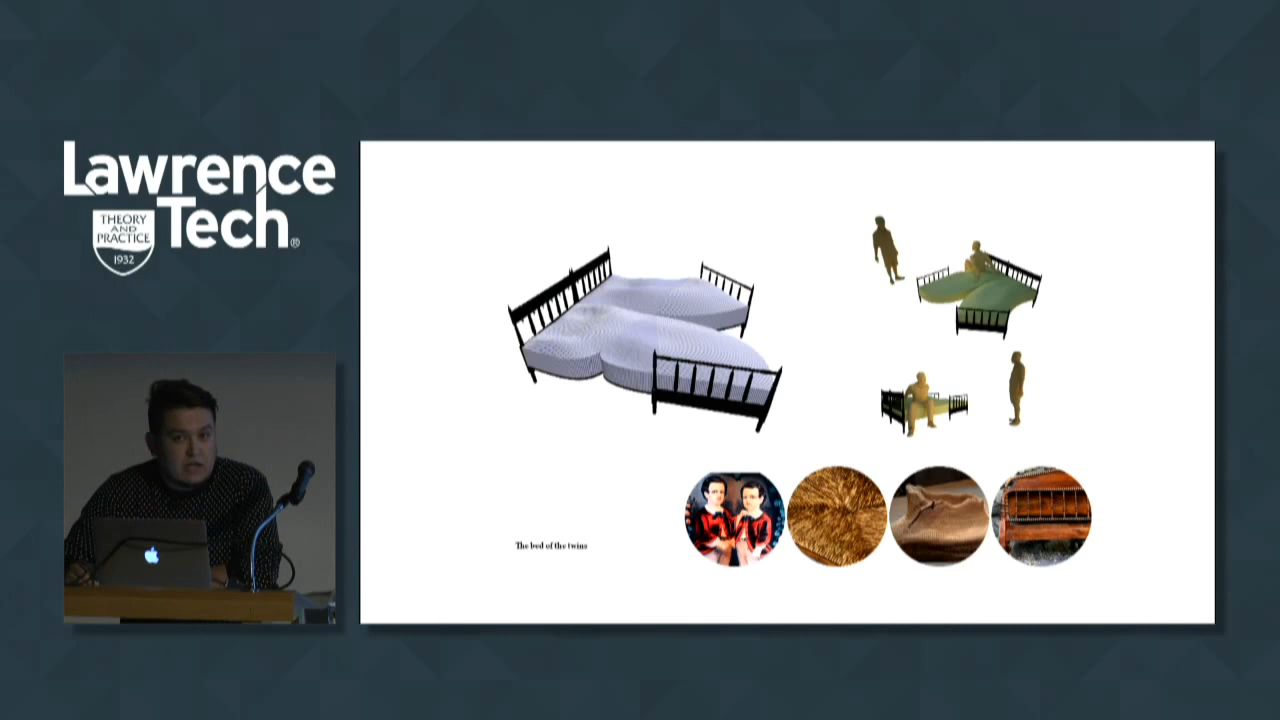 Lawrence
Tech®
THEORY
AND
PRACTICE
1932
The bed of the twins